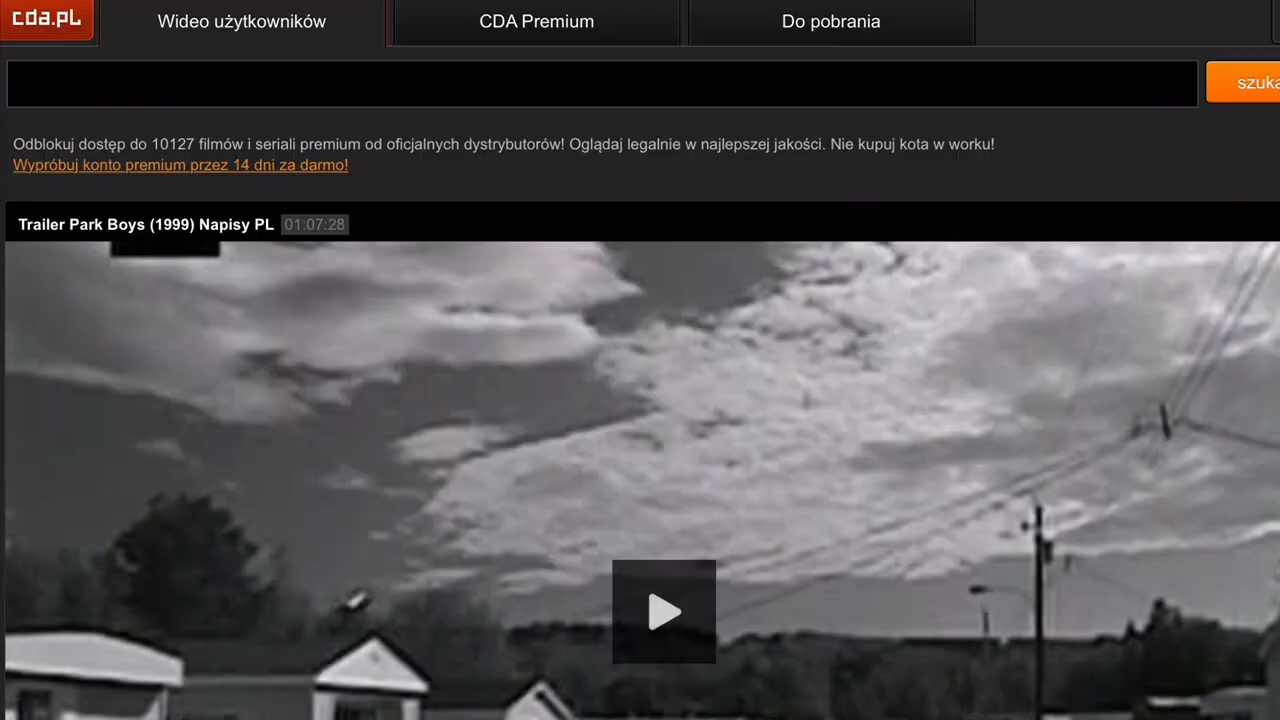 cda.pl
Wideo użytkowników
CDA Premium
Do pobrania
szuka
Odblokuj dostęp do 10127 filmów i seriali premium od oficjalnych dystrybutorów! Oglądaj legalnie w najlepszej jakości. Nie kupuj kota w worku!
Wypróbuj konto premium przez 14 dni za darmo!
Trailer Park Boys (1999) Napisy PL 01:07:28